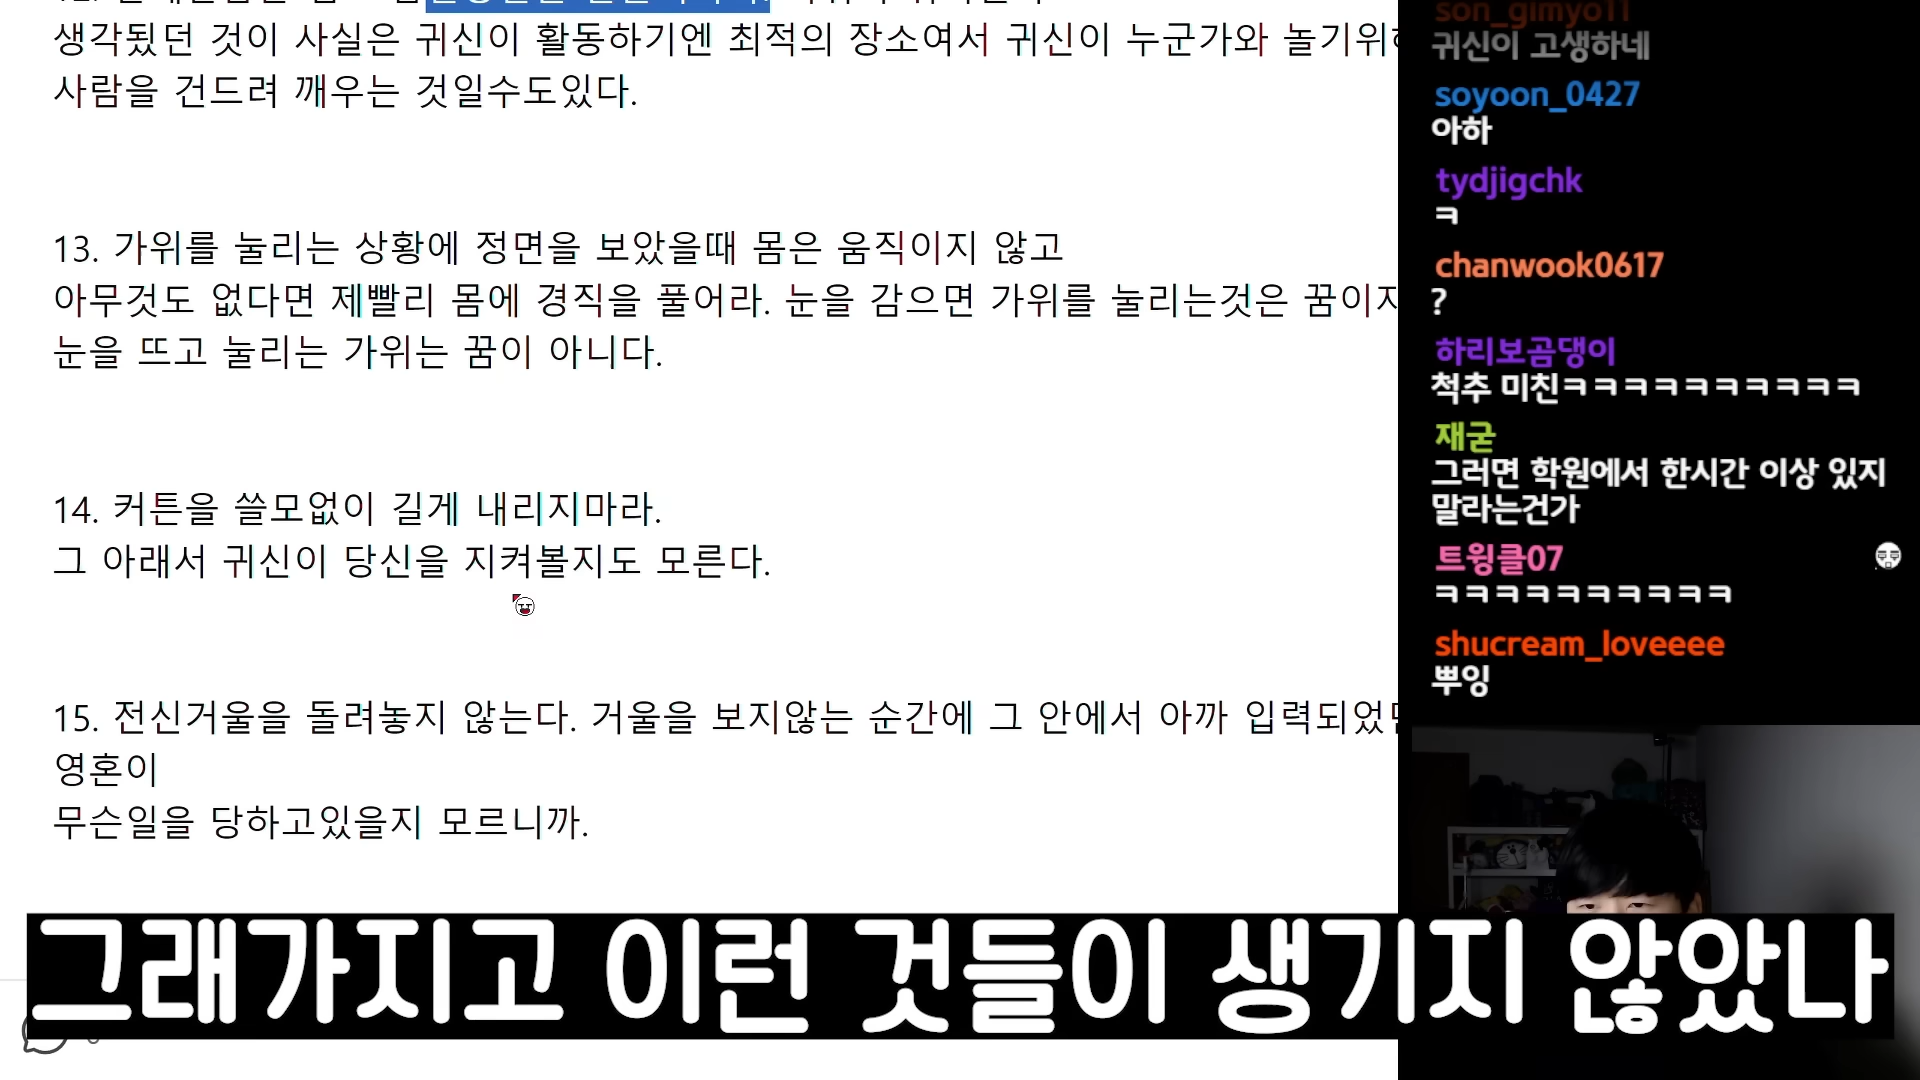 생각됬던 것이 사실은 귀신이 활동하기엔 최적의 장소여서 귀신이 누군가와
사람을 건드려 깨우는 것일수도있다.
13. 가위를 눌리는 상황에 정면을 보았을때 몸은 움직이지 않고
아무것도 없다면 제빨리 몸에 경직을 풀어라. 눈을 감으면 가위를 눌리는것은
눈을 뜨고 눌리는 가위는 꿈이 아니다.
14. 커튼을 쓸모없이 길게 내리지마라.
그 아래서 귀신이 당신을 지켜볼지도 모른다.
15. 전신거울을 돌려놓지 않는다. 거울을 보지않는 순간에 그 안에서 아까
영혼이
무슨일을 당하고있을지 모르니까.
son_gimyo11
귀신이 고생하네
soyoon_0427
아하
tydjigchk
ㅋ
chanwook0617
?
하리보곰댕이
척추 미친ㅋㅋㅋㅋㅋㅋㅋㅋㅋㅋ
재굳
그러면 학원에서 한시간 이상 있지
말라는건가
트윙클07
ㅋㅋㅋㅋㅋㅋㅋㅋㅋㅋ
shucream_loveeee
뿌잉
그래가지고 이런 것들이 생기지 않았나